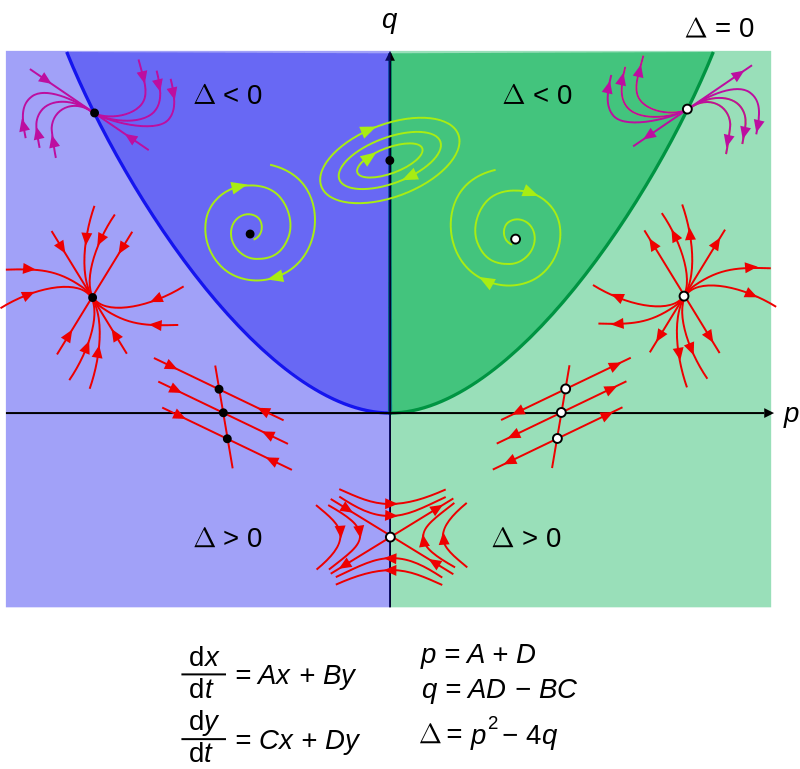 q
Δ = 0
Δ < 0
Δ < 0
p
Δ > 0
Δ > 0
dx/dt = Ax + By
dy/dt = Cx + Dy
p = A + D
q = AD − BC
Δ = p² − 4q